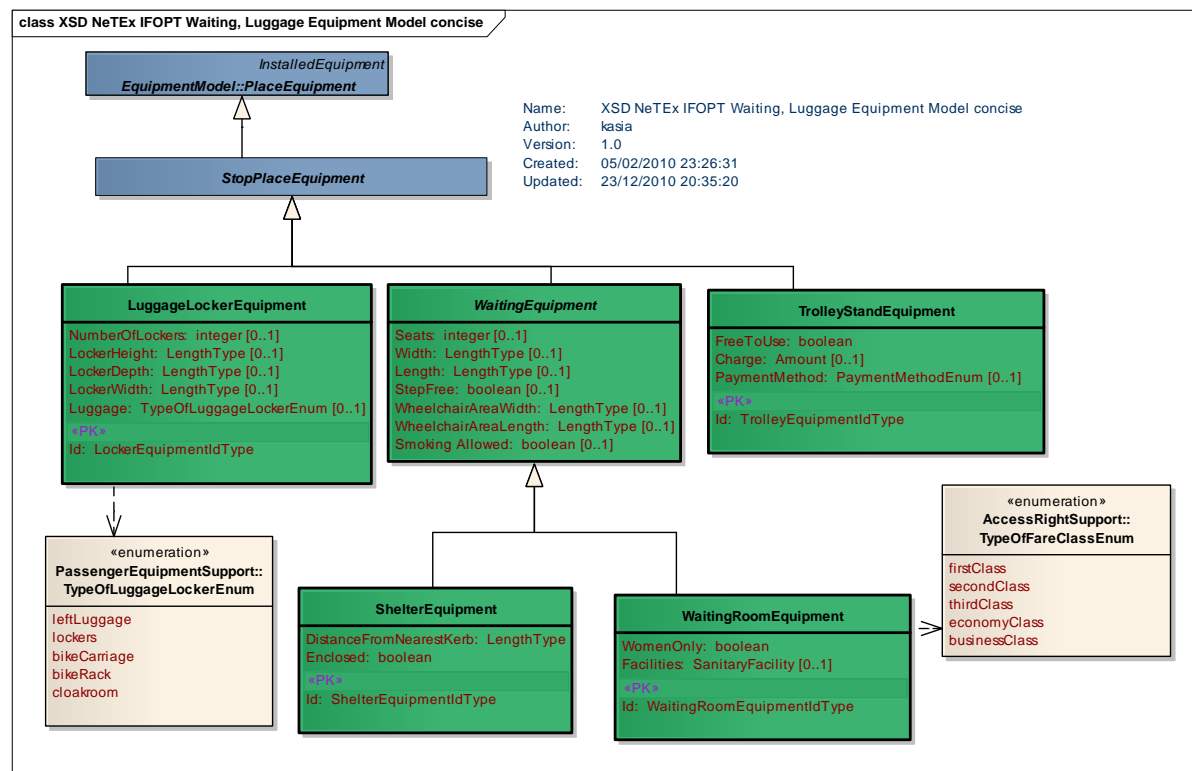 class XSD NeTEx IFOPT Waiting, Luggage Equipment Model concise
InstalledEquipment
EquipmentModel::PlaceEquipment
Name: XSD NeTEx IFOPT Waiting, Luggage Equipment Model concise
Author: kasia
Version: 1.0
Created: 05/02/2010 23:26:31
Updated: 23/12/2010 20:35:20
StopPlaceEquipment
LuggageLockerEquipment
NumberOfLockers: integer [0..1]
LockerHeight: LengthType [0..1]
LockerDepth: LengthType [0..1]
LockerWidth: LengthType [0..1]
Luggage: TypeOfLuggageLockerEnum [0..1]
«PK»
Id: LockerEquipmentIdType
WaitingEquipment
Seats: integer [0..1]
Width: LengthType [0..1]
Length: LengthType [0..1]
StepFree: boolean [0..1]
WheelchairAreaWidth: LengthType [0..1]
WheelchairAreaLength: LengthType [0..1]
Smoking Allowed: boolean [0..1]
TrolleyStandEquipment
FreeToUse: boolean
Charge: Amount [0..1]
PaymentMethod: PaymentMethodEnum [0..1]
«PK»
Id: TrolleyEquipmentIdType
«enumeration»
PassengerEquipmentSupport::
TypeOfLuggageLockerEnum
leftLuggage
lockers
bikeCarriage
bikeRack
cloakroom
ShelterEquipment
DistanceFromNearestKerb: LengthType
Enclosed: boolean
«PK»
Id: ShelterEquipmentIdType
WaitingRoomEquipment
WomenOnly: boolean
Facilities: SanitaryFacility [0..1]
«PK»
Id: WaitingRoomEquipmentIdType
«enumeration»
AccessRightSupport::
TypeOfFareClassEnum
firstClass
secondClass
thirdClass
economyClass
businessClass